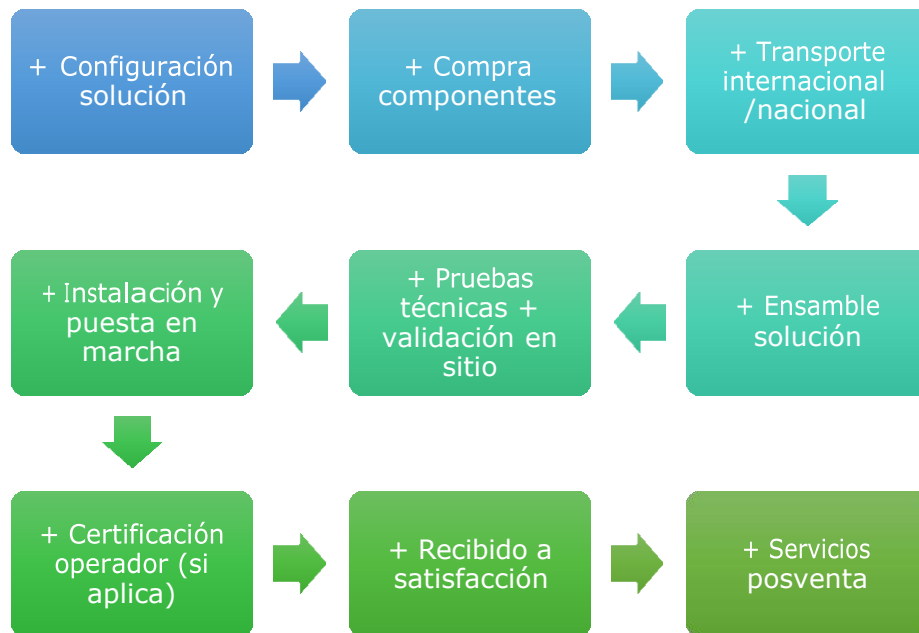 + Configuración
solución
+ Compra
componentes
+ Transporte
internacional
/nacional
+ Ensamble
solución
+ Pruebas
técnicas +
validación en
sitio
+ Instalación y
puesta en
marcha
+ Certificación
operador (si
aplica)
+ Recibido a
satisfacción
+ Servicios
posventa